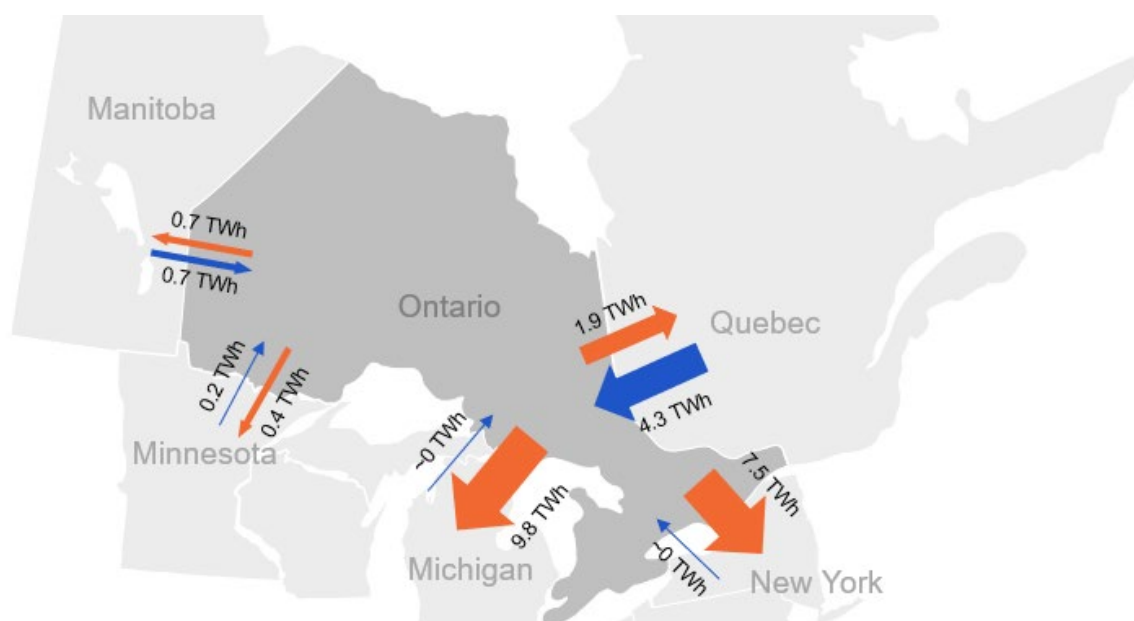 Manitoba
0.7 TWh
0.7 TWh
Ontario
1.9 TWh
Quebec
4.3 TWh
0.2 TWh
0.4 TWh
Minnesota
~0 TWh
9.8 TWh
Michigan
7.5 TWh
~0 TWh
New York